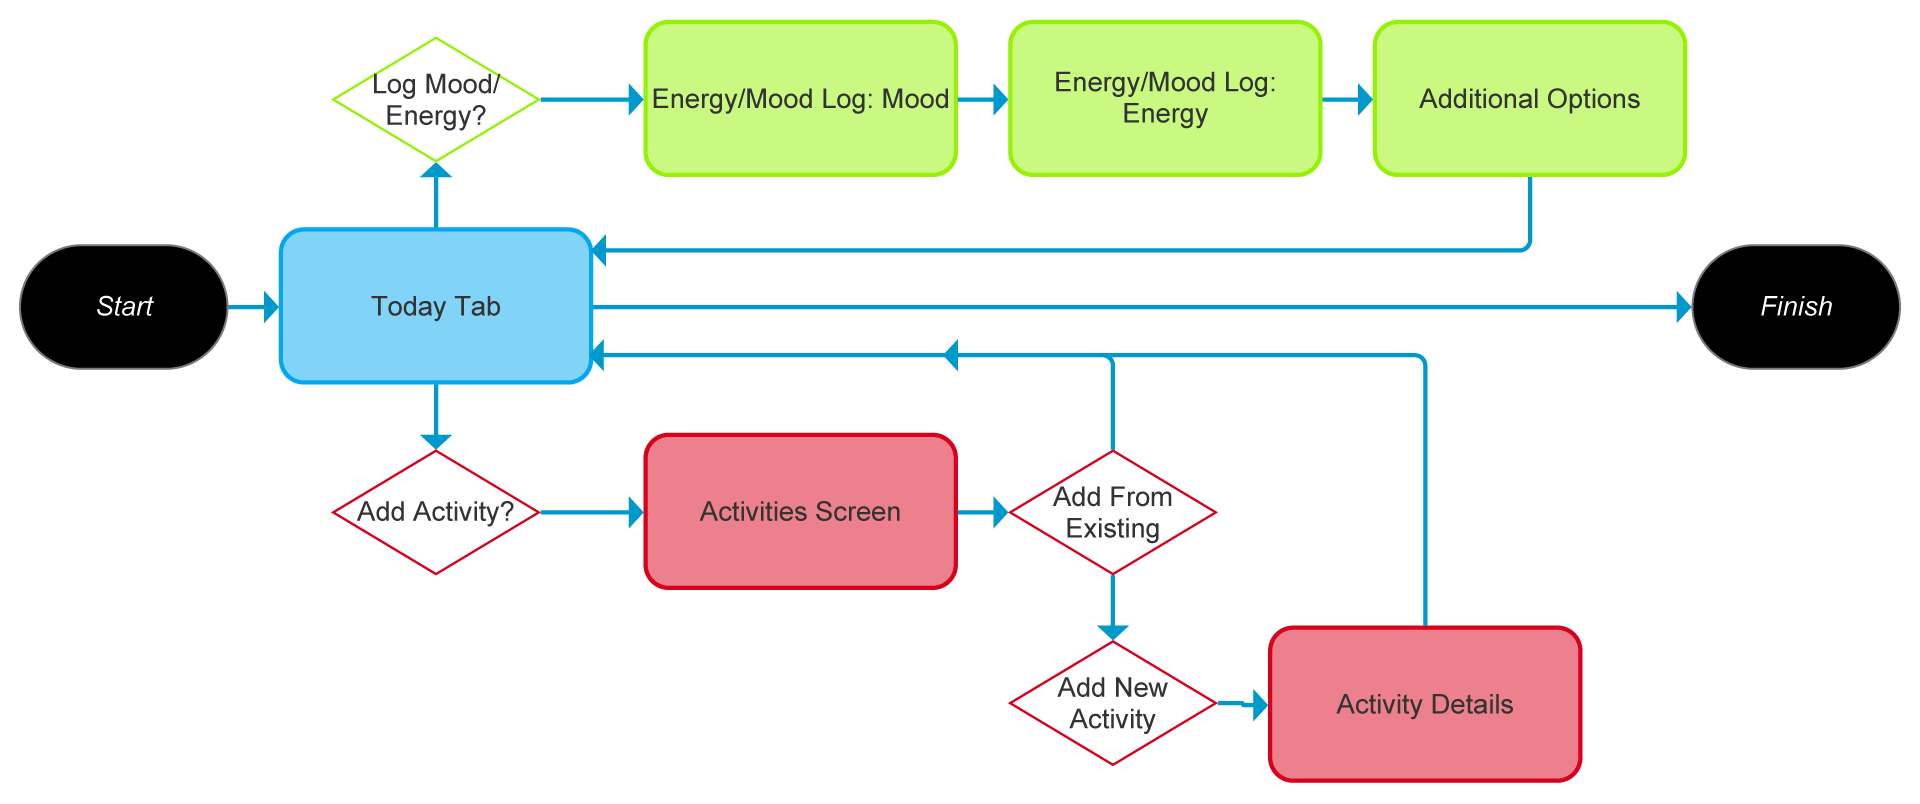 Log Mood/
Energy?
Energy/Mood Log: Mood
Energy/Mood Log:
Energy
Additional Options
Start
Today Tab
Finish
Add Activity?
Activities Screen
Add From
Existing
Add New
Activity
Activity Details